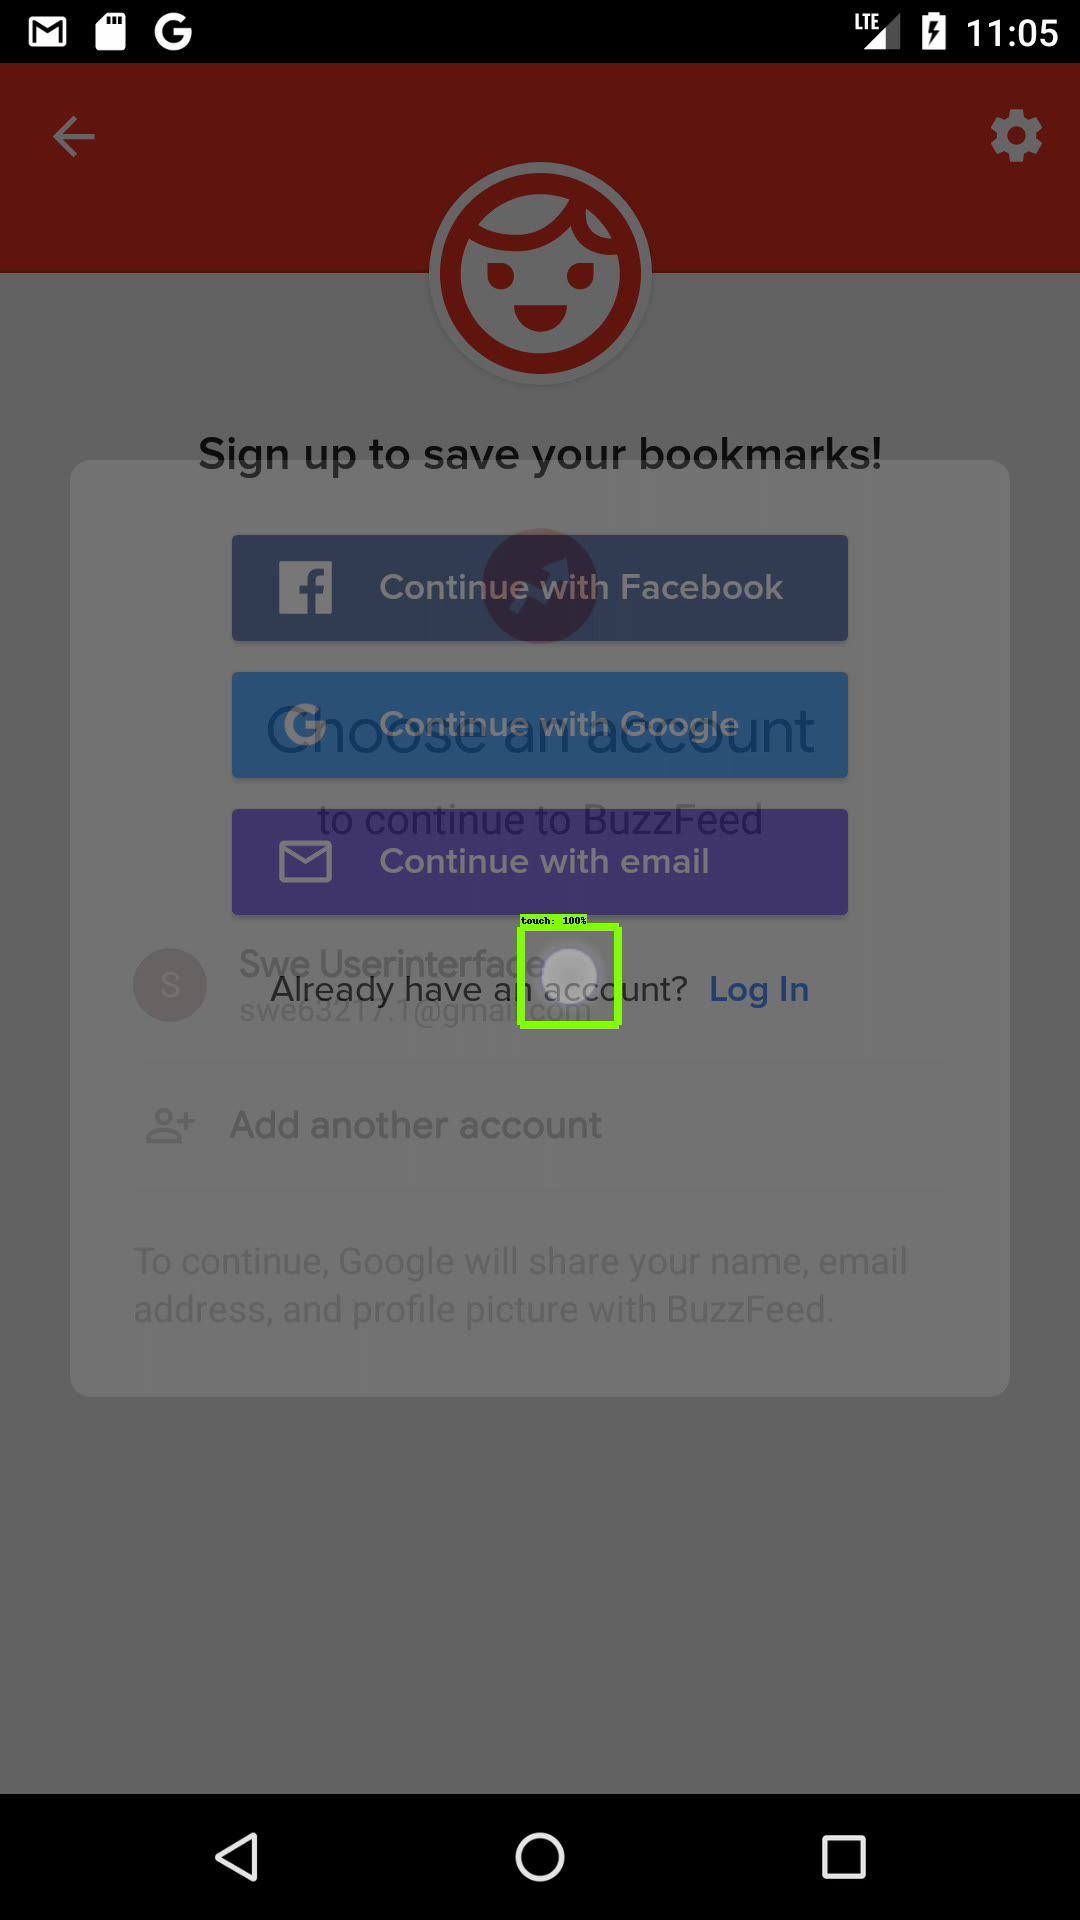 LTE 11:05
Sign up to save your bookmarks!
Continue with Facebook
Continue with Google
Choose an account
to continue to BuzzFeed
Continue with email
touch: 100%
S
Swe Userinterface
Already have an account? Log In
swe63217.1@gmail.com
Add another account
To continue, Google will share your name, email
address, and profile picture with BuzzFeed.